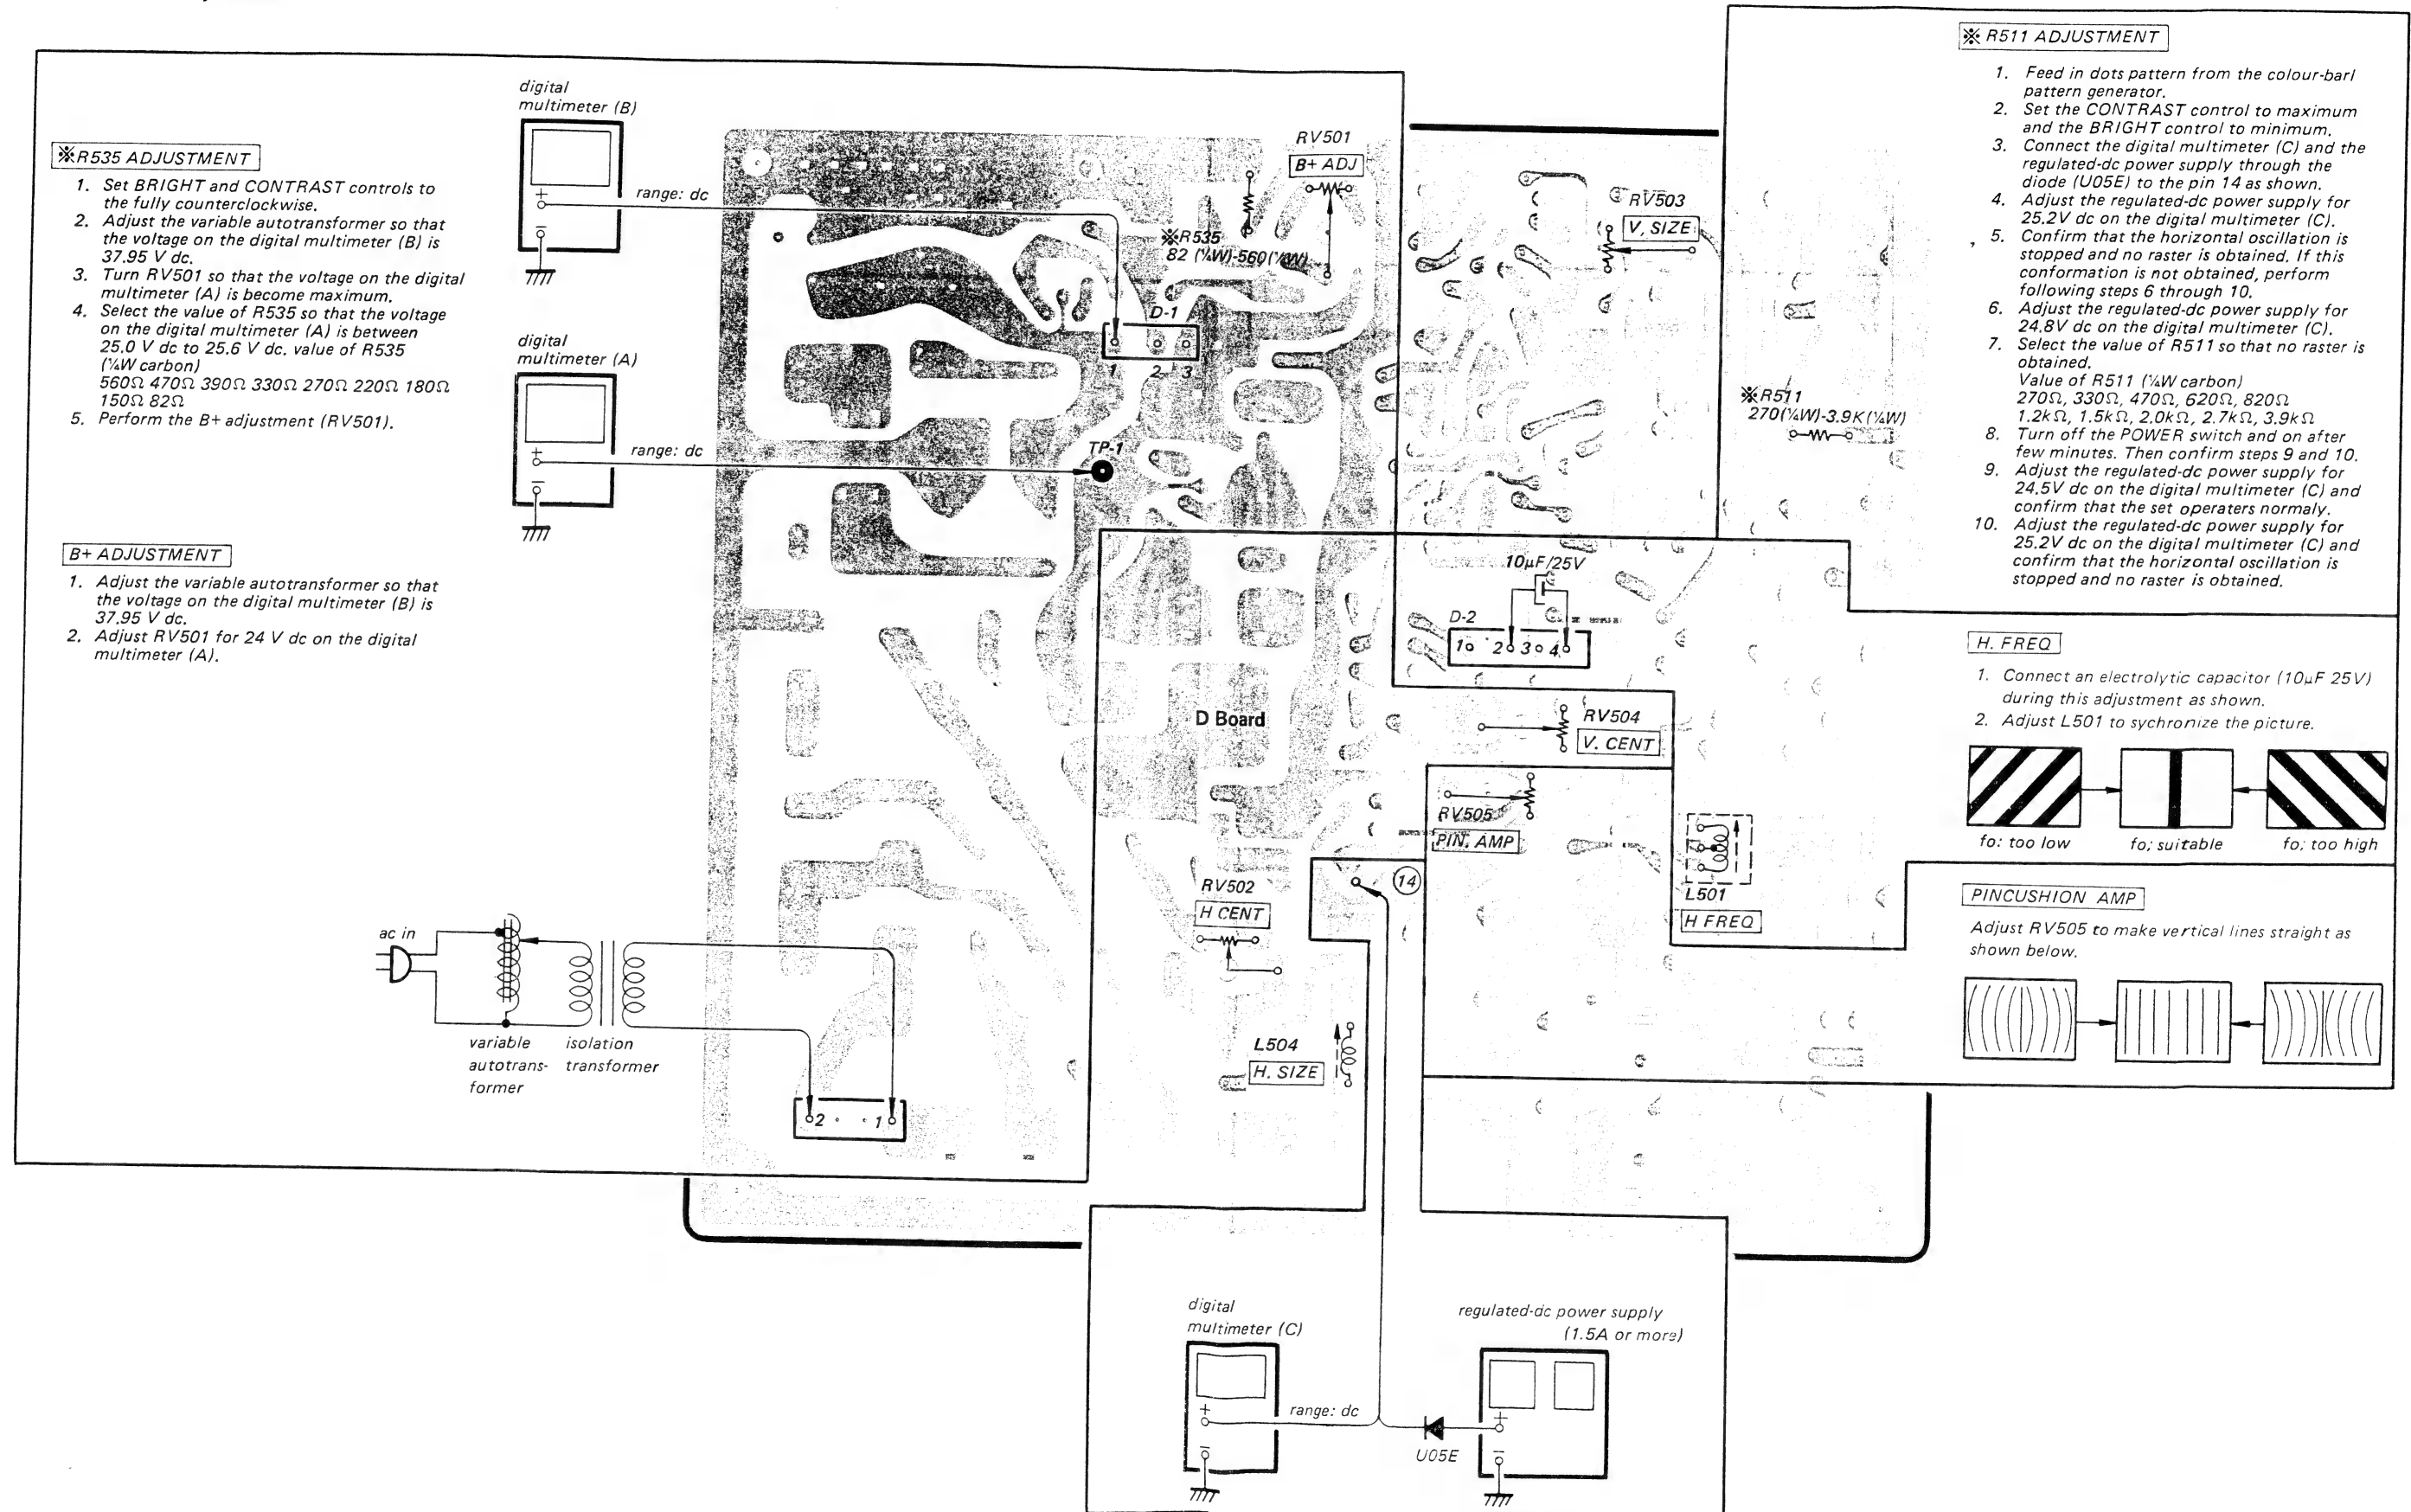 ※R535 ADJUSTMENT
1. Set BRIGHT and CONTRAST controls to
the fully counterclockwise.
2. Adjust the variable autotransformer so that
the voltage on the digital multimeter (B) is
37.95 V dc.
3. Turn RV501 so that the voltage on the digital
multimeter (A) is become maximum.
4. Select the value of R535 so that the voltage
on the digital multimeter (A) is between
25.0 V dc to 25.6 V dc. value of R535
(¼W carbon)
560Ω 470Ω 390Ω 330Ω 270Ω 220Ω 180Ω
150Ω 82Ω
5. Perform the B+ adjustment (RV501).
B+ ADJUSTMENT
1. Adjust the variable autotransformer so that
the voltage on the digital multimeter (B) is
37.95 V dc.
2. Adjust RV501 for 24 V dc on the digital
multimeter (A).
digital
multimeter (B)
+
−
range: dc
digital
multimeter (A)
+
−
range: dc
RV501
B+ ADJ
※R535
82 (¼W)-560(¼W)
D-1
1 2 3
TP-1
RV503
V, SIZE
※R511
270(¼W)-3.9K(¼W)
10μF/25V
D-2
1 2 3 4
D Board
RV504
V. CENT
RV505
PIN. AMP
L501
H FREQ
RV502
H CENT
14
L504
H. SIZE
ac in
variable
autotrans-
former
isolation
transformer
2 1
digital
multimeter (C)
+
−
range: dc
U05E
regulated-dc power supply
(1.5A or more)
+
−
※R511 ADJUSTMENT
1. Feed in dots pattern from the colour-barl
pattern generator.
2. Set the CONTRAST control to maximum
and the BRIGHT control to minimum.
3. Connect the digital multimeter (C) and the
regulated-dc power supply through the
diode (U05E) to the pin 14 as shown.
4. Adjust the regulated-dc power supply for
25.2V dc on the digital multimeter (C).
5. Confirm that the horizontal oscillation is
stopped and no raster is obtained. If this
conformation is not obtained, perform
following steps 6 through 10.
6. Adjust the regulated-dc power supply for
24.8V dc on the digital multimeter (C).
7. Select the value of R511 so that no raster is
obtained.
Value of R511 (¼W carbon)
270Ω, 330Ω, 470Ω, 620Ω, 820Ω
1.2kΩ, 1.5kΩ, 2.0kΩ, 2.7kΩ, 3.9kΩ
8. Turn off the POWER switch and on after
few minutes. Then confirm steps 9 and 10.
9. Adjust the regulated-dc power supply for
24.5V dc on the digital multimeter (C) and
confirm that the set operaters normaly.
10. Adjust the regulated-dc power supply for
25.2V dc on the digital multimeter (C) and
confirm that the horizontal oscillation is
stopped and no raster is obtained.
H. FREQ
1. Connect an electrolytic capacitor (10μF 25V)
during this adjustment as shown.
2. Adjust L501 to sychronize the picture.
fo: too low
fo; suitable
fo; too high
PINCUSHION AMP
Adjust RV505 to make vertical lines straight as
shown below.